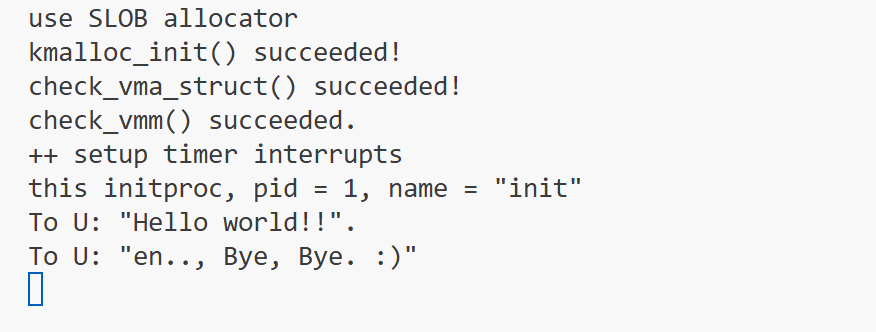 use SLOB allocator
kmalloc_init() succeeded!
check_vma_struct() succeeded!
check_vmm() succeeded.
++ setup timer interrupts
this initproc, pid = 1, name = "init"
To U: "Hello world!!".
To U: "en.., Bye, Bye. :)"